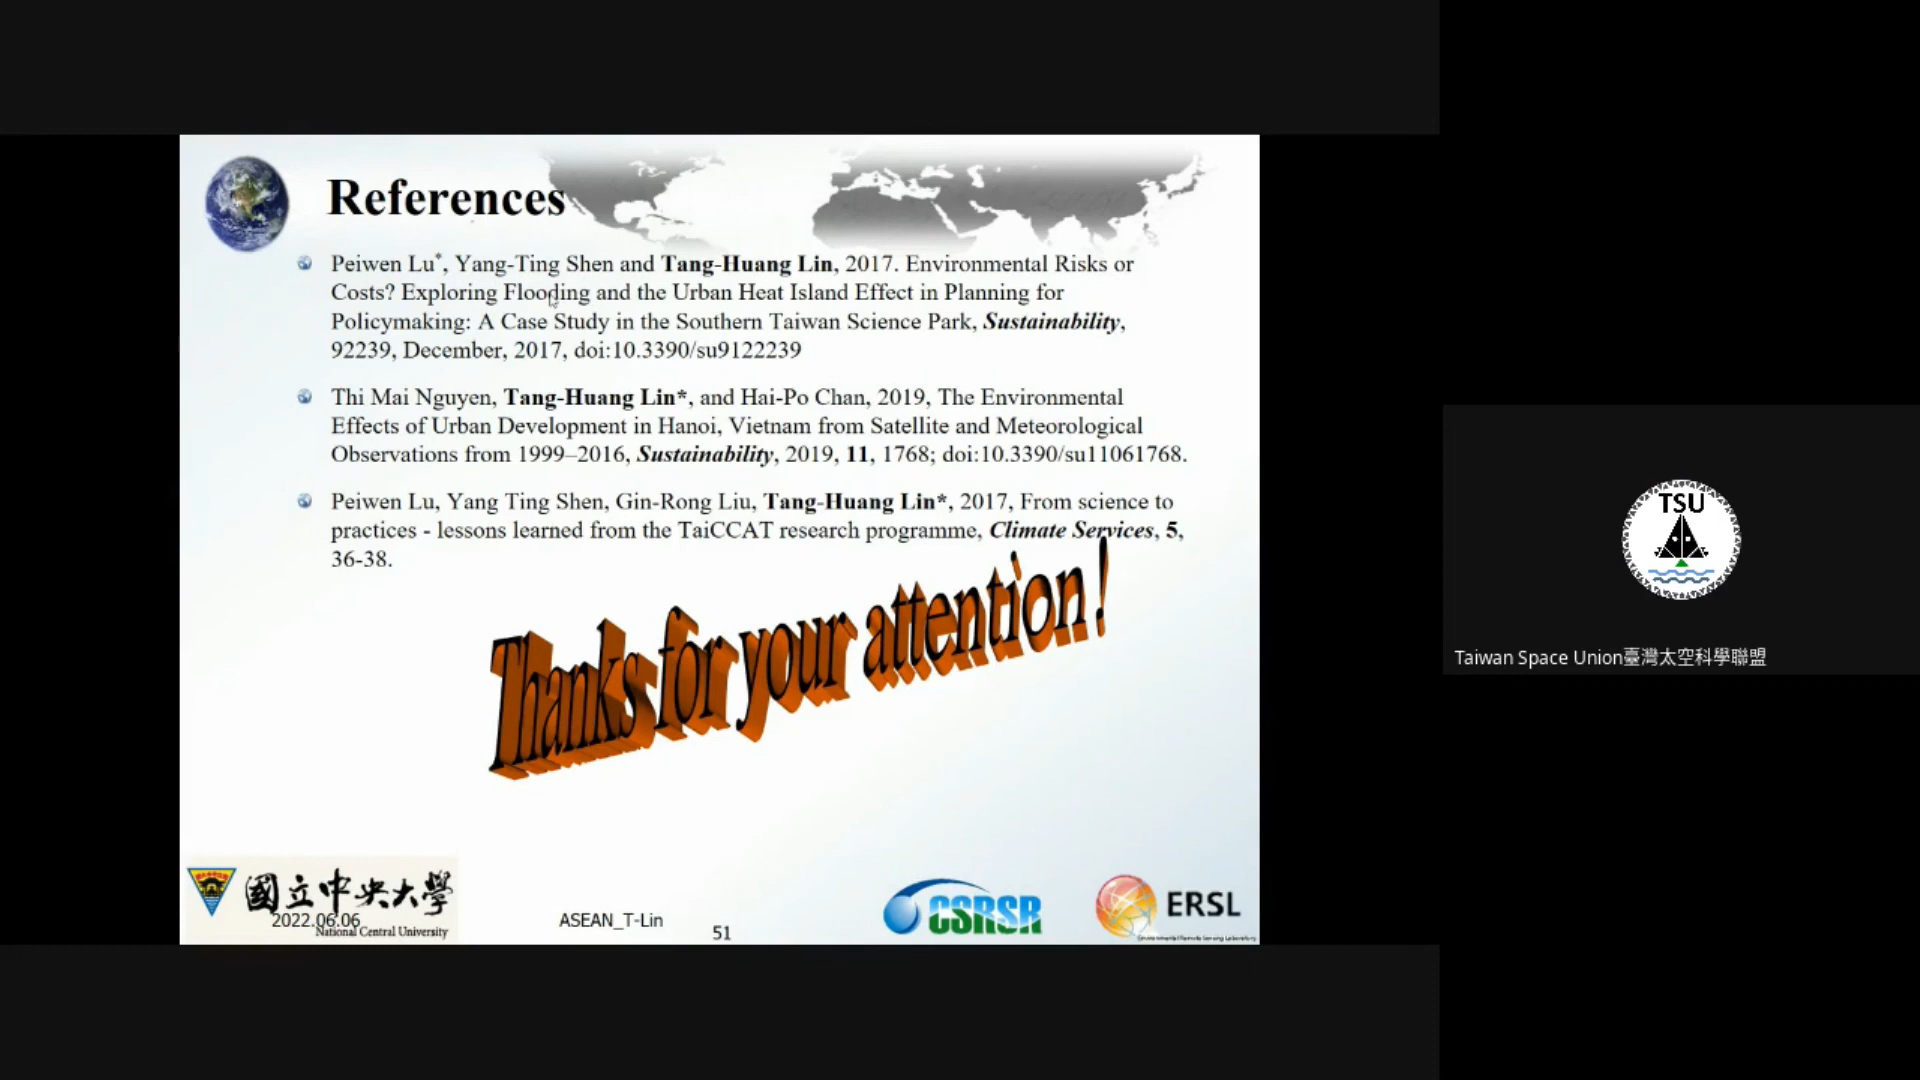 References
Peiwen Lu*, Yang-Ting Shen and Tang-Huang Lin, 2017. Environmental Risks or
Costs? Exploring Flooding and the Urban Heat Island Effect in Planning for
Policymaking: A Case Study in the Southern Taiwan Science Park, Sustainability,
92239, December, 2017, doi:10.3390/su9122239
Thi Mai Nguyen, Tang-Huang Lin*, and Hai-Po Chan, 2019, The Environmental
Effects of Urban Development in Hanoi, Vietnam from Satellite and Meteorological
Observations from 1999–2016, Sustainability, 2019, 11, 1768; doi:10.3390/su11061768.
Peiwen Lu, Yang Ting Shen, Gin-Rong Liu, Tang-Huang Lin*, 2017, From science to
practices - lessons learned from the TaiCCAT research programme, Climate Services, 5,
36-38.
Thanks for your attention!
國立中央大學
National Central University
2022.06.06
ASEAN_T-Lin
51
CSRSR
ERSL
Environmental Remote Sensing Laboratory
TSU
Taiwan Space Union臺灣太空科學聯盟